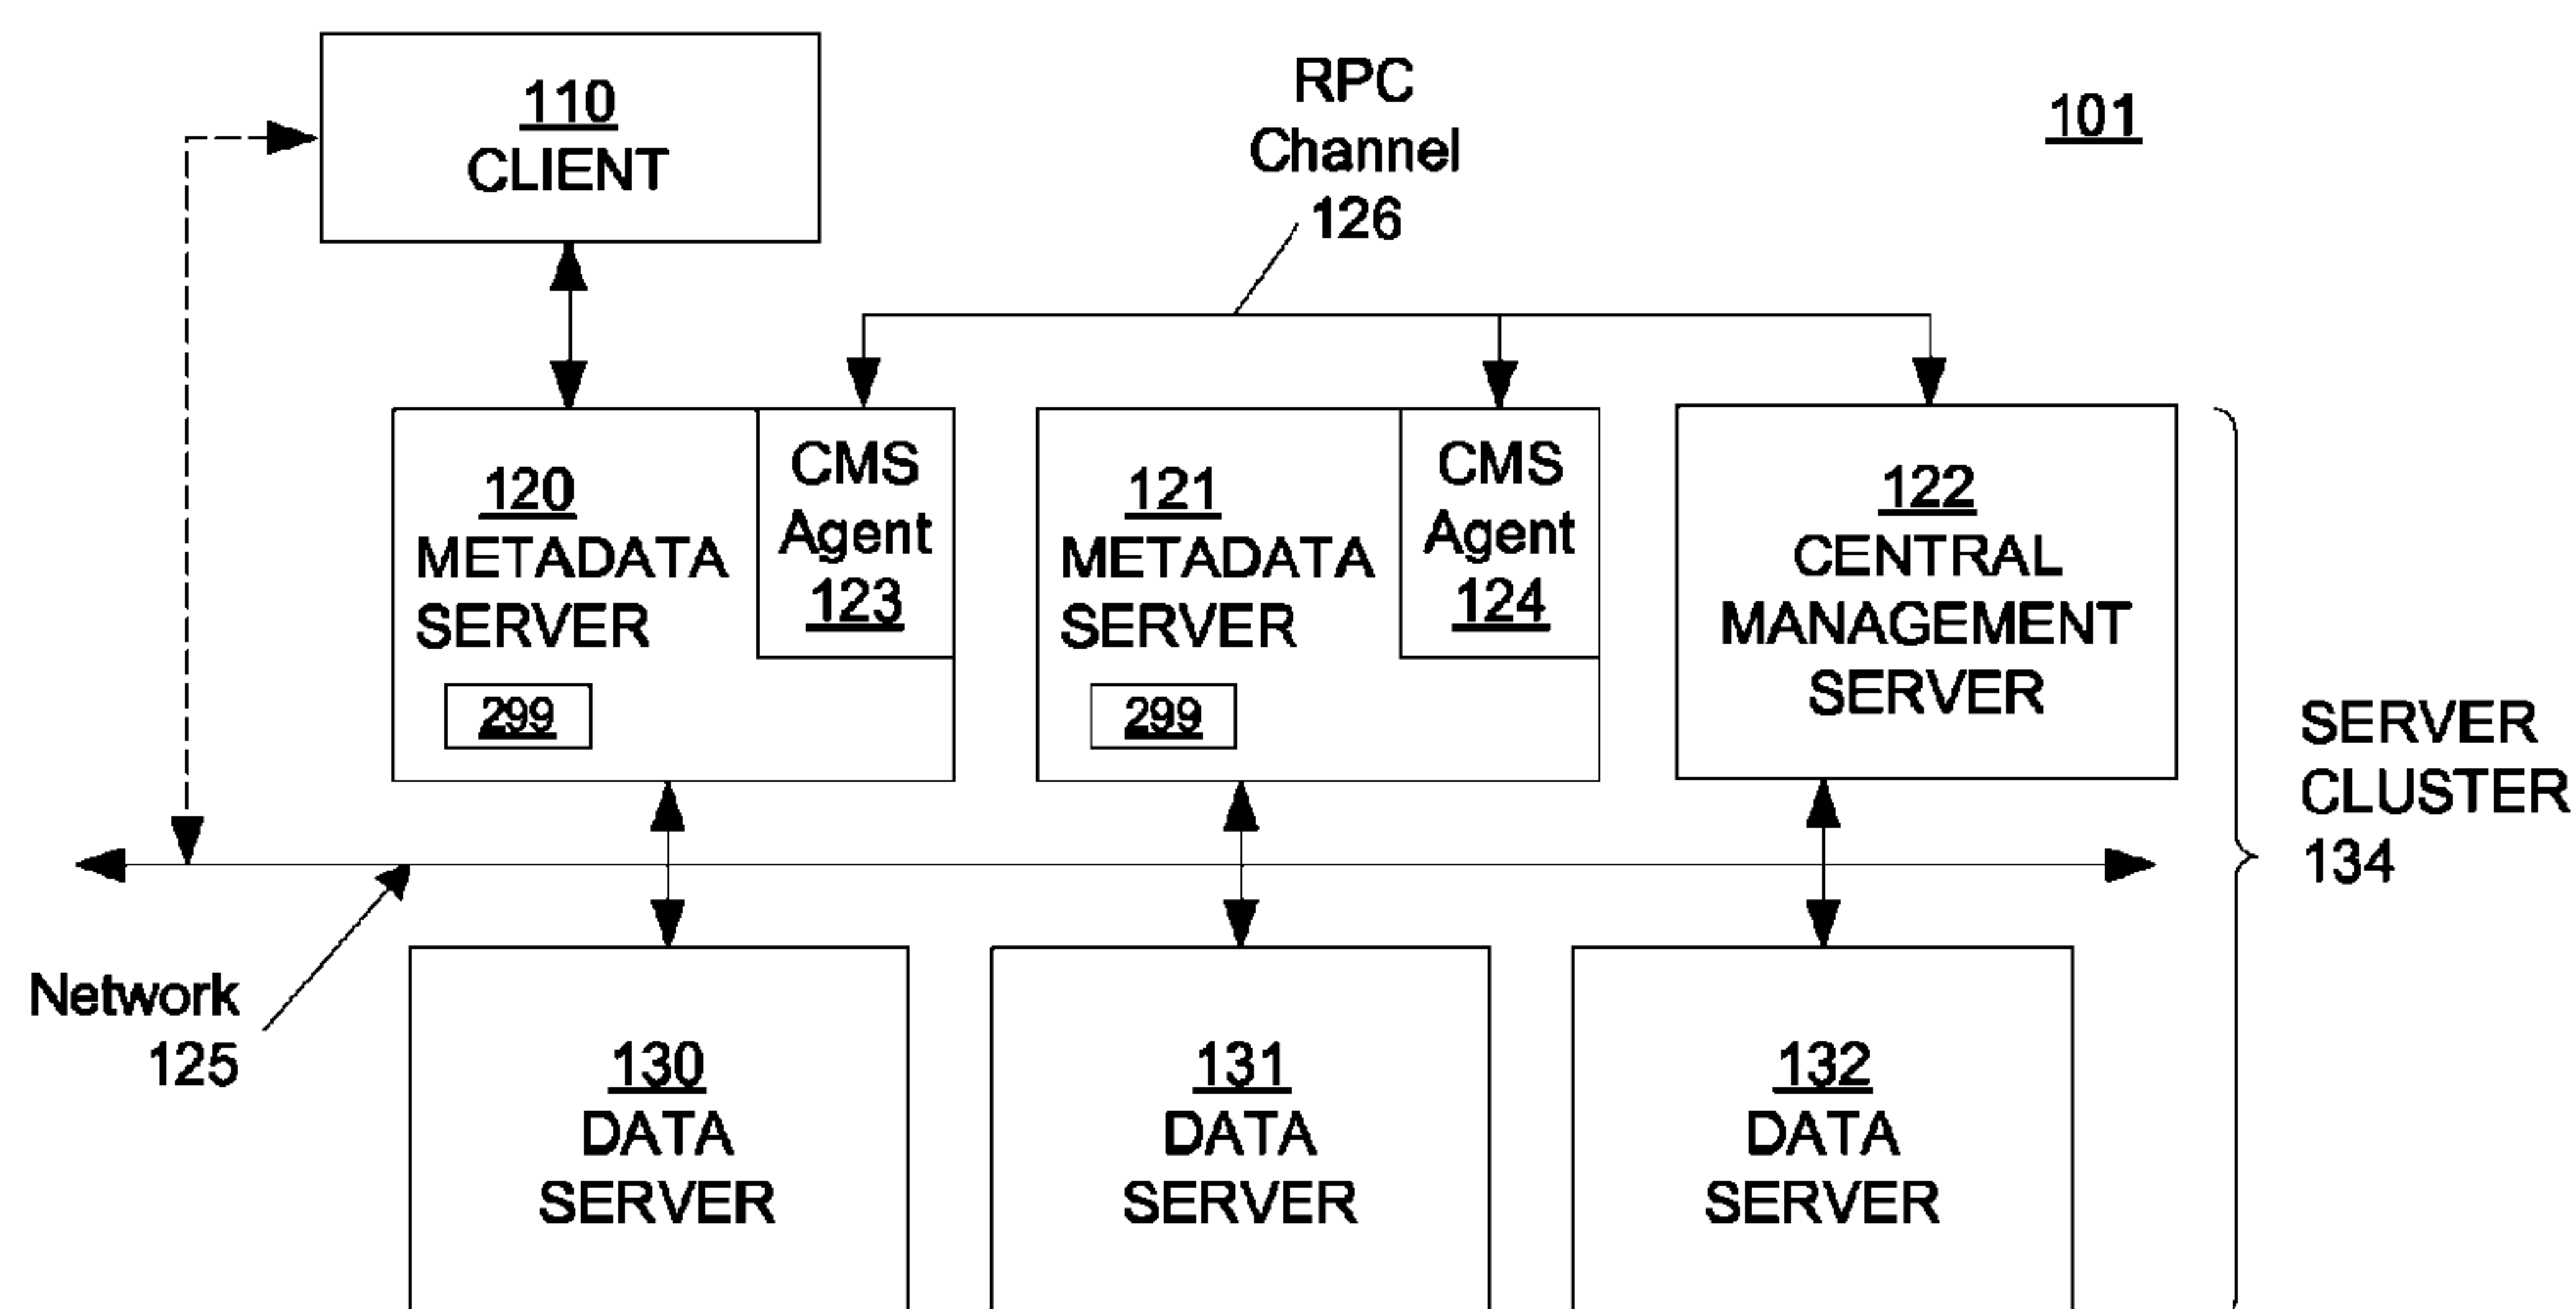 110
CLIENT
RPC
Channel
126
101
120
METADATA
SERVER
299
CMS
Agent
123
121
METADATA
SERVER
299
CMS
Agent
124
122
CENTRAL
MANAGEMENT
SERVER
SERVER
CLUSTER
134
Network
125
130
DATA
SERVER
131
DATA
SERVER
132
DATA
SERVER